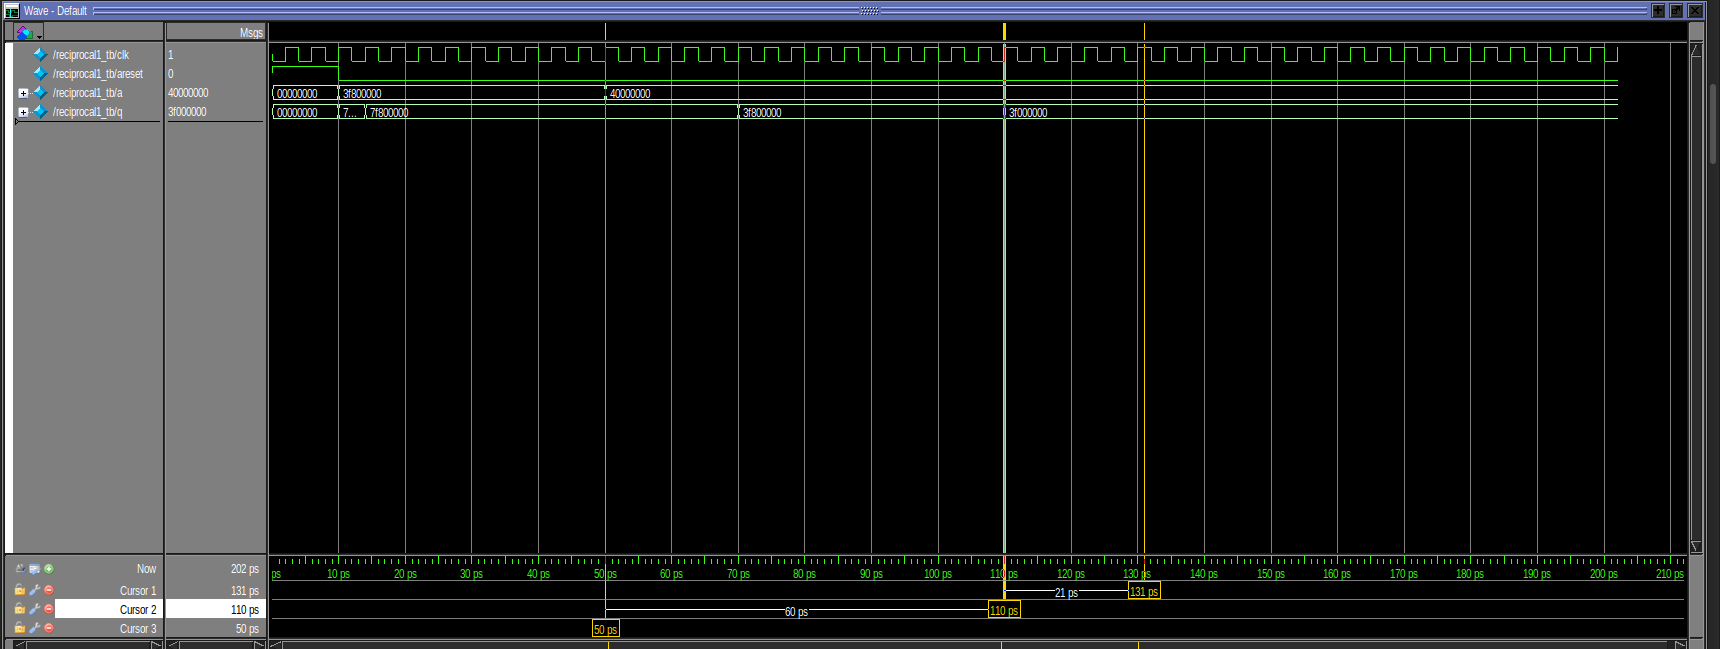 Wave - Default
Msgs
/reciprocal1_tb/clk 1
/reciprocal1_tb/areset 0
/reciprocal1_tb/a 40000000 00000000 3f800000 40000000
/reciprocal1_tb/q 3f000000 00000000 7... 7f800000 3f800000 3f000000
Now 202 ps ps 10 ps 20 ps 30 ps 40 ps 50 ps 60 ps 70 ps 80 ps 90 ps 100 ps 110 ps 120 ps 130 ps 140 ps 150 ps 160 ps 170 ps 180 ps 190 ps 200 ps 210 ps
Cursor 1 131 ps 21 ps 131 ps
Cursor 2 110 ps 60 ps 110 ps
Cursor 3 50 ps 50 ps